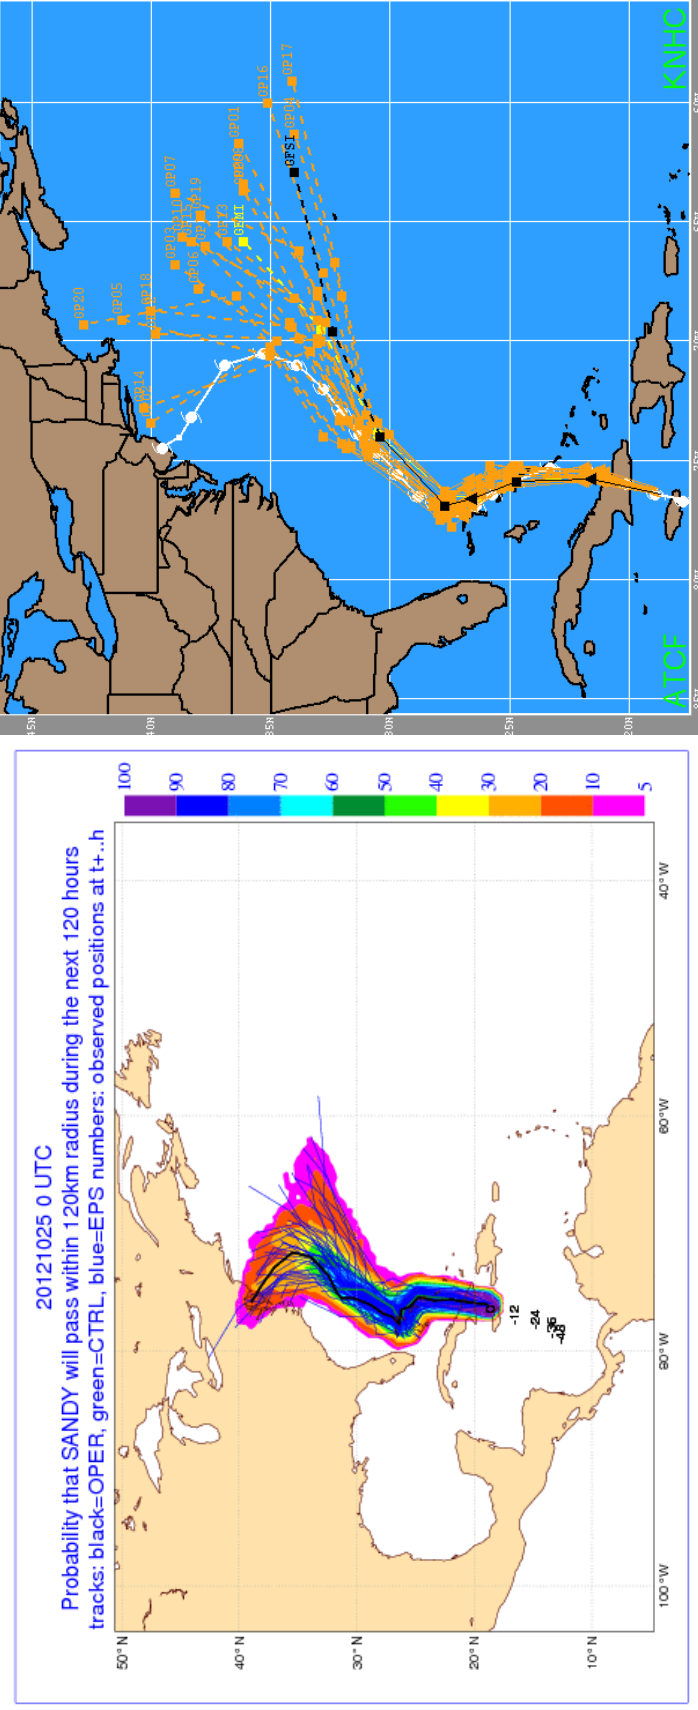 KNHC
ATCF
GP17
GP16
GP04
GFSI
GP01
GEMI
GP07
GP19
GP03
GP06
GP18
GP05
GP20
GP14
45N
40N
35N
30N
25N
20N
20121025 0 UTC
Probability that SANDY will pass within 120km radius during the next 120 hours
tracks: black=OPER, green=CTRL, blue=EPS numbers: observed positions at t+..h
100
90
80
70
60
50
40
30
20
10
5
50°N
40°N
30°N
20°N
10°N
100°W
80°W
60°W
40°W
-12
-24
-36
-48